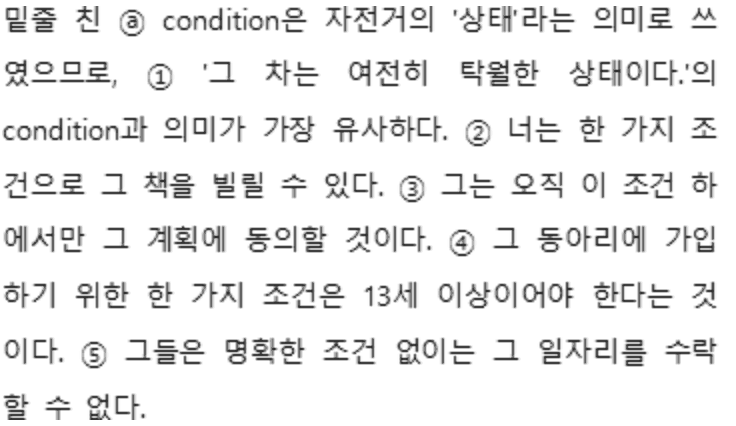 밑줄 친 ⓐ condition은 자전거의 '상태'라는 의미로 쓰
였으므로, ① '그 차는 여전히 탁월한 상태이다.'의
condition과 의미가 가장 유사하다. ② 너는 한 가지 조
건으로 그 책을 빌릴 수 있다. ③ 그는 오직 이 조건 하
에서만 그 계획에 동의할 것이다. ④ 그 동아리에 가입
하기 위한 한 가지 조건은 13세 이상이어야 한다는 것
이다. ⑤ 그들은 명확한 조건 없이는 그 일자리를 수락
할 수 없다.